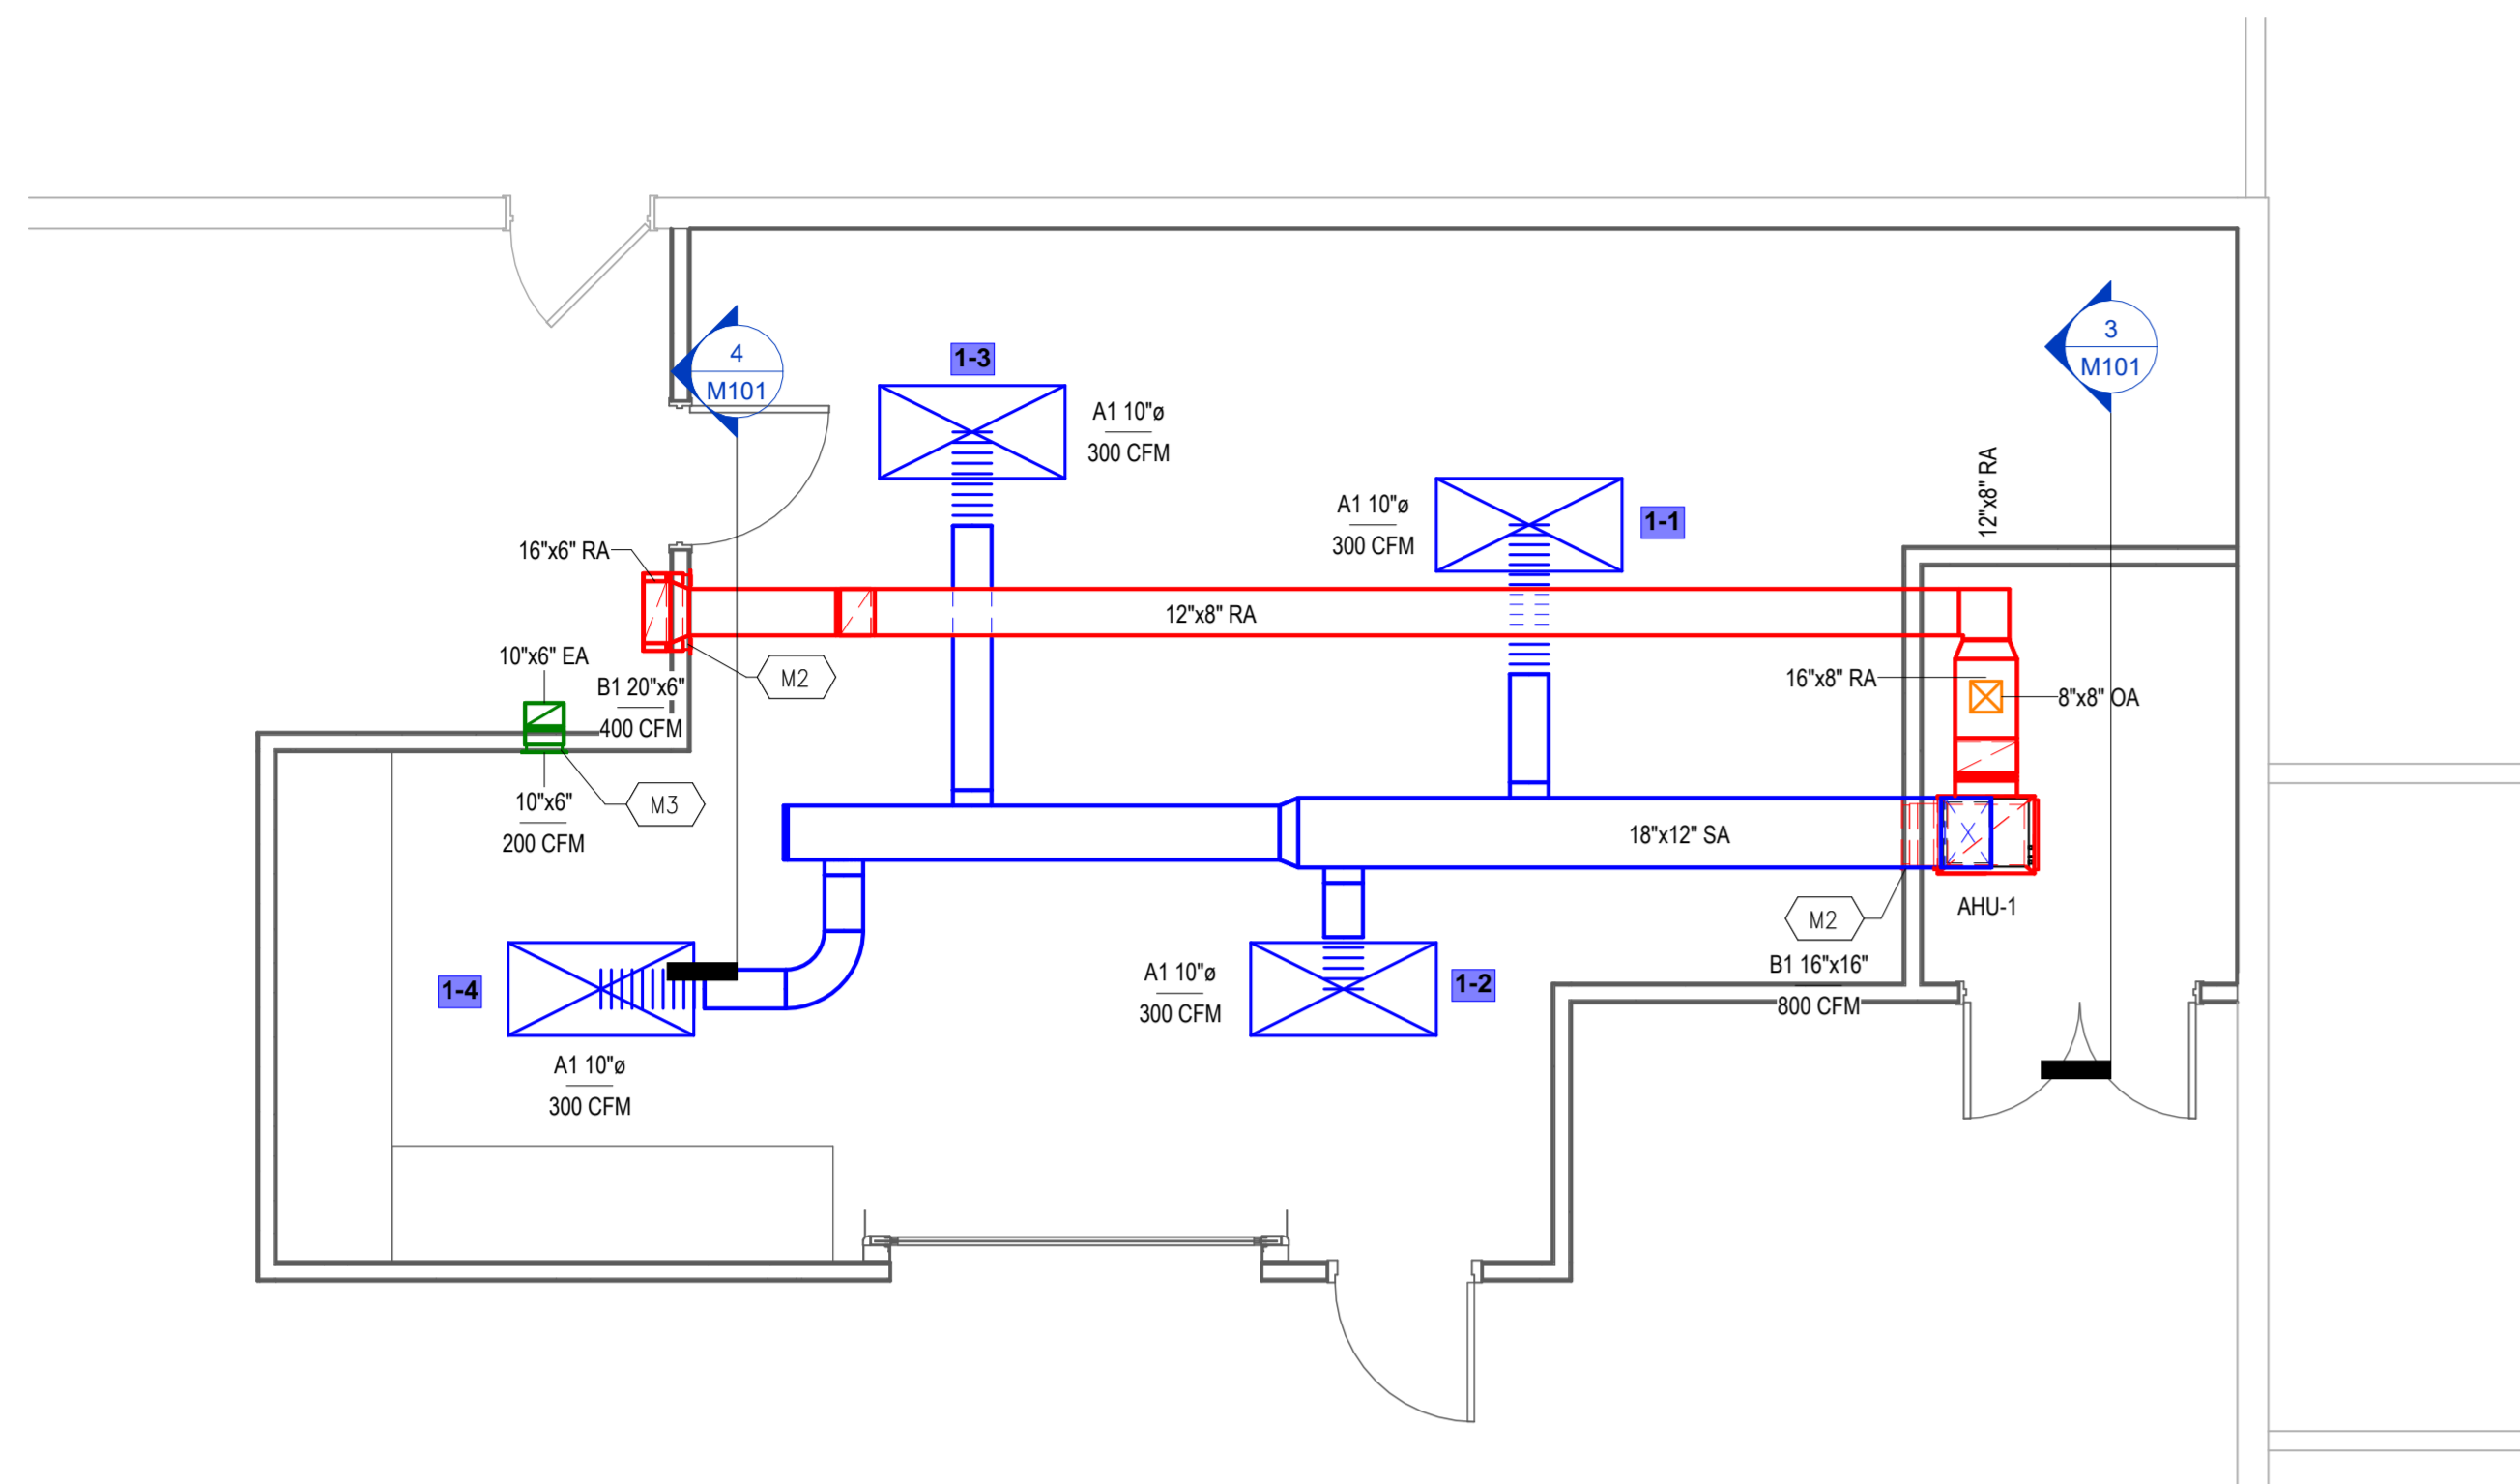 3
M101
4
M101
1-3
A1 10"ø
300 CFM
A1 10"ø
300 CFM
1-1
12"x8" RA
16"x6" RA
12"x8" RA
10"x6" EA
B1 20"x6"
400 CFM
M2
16"x8" RA
8"x8" OA
10"x6"
200 CFM
M3
18"x12" SA
AHU-1
M2
B1 16"x16"
800 CFM
1-4
A1 10"ø
300 CFM
1-2
A1 10"ø
300 CFM